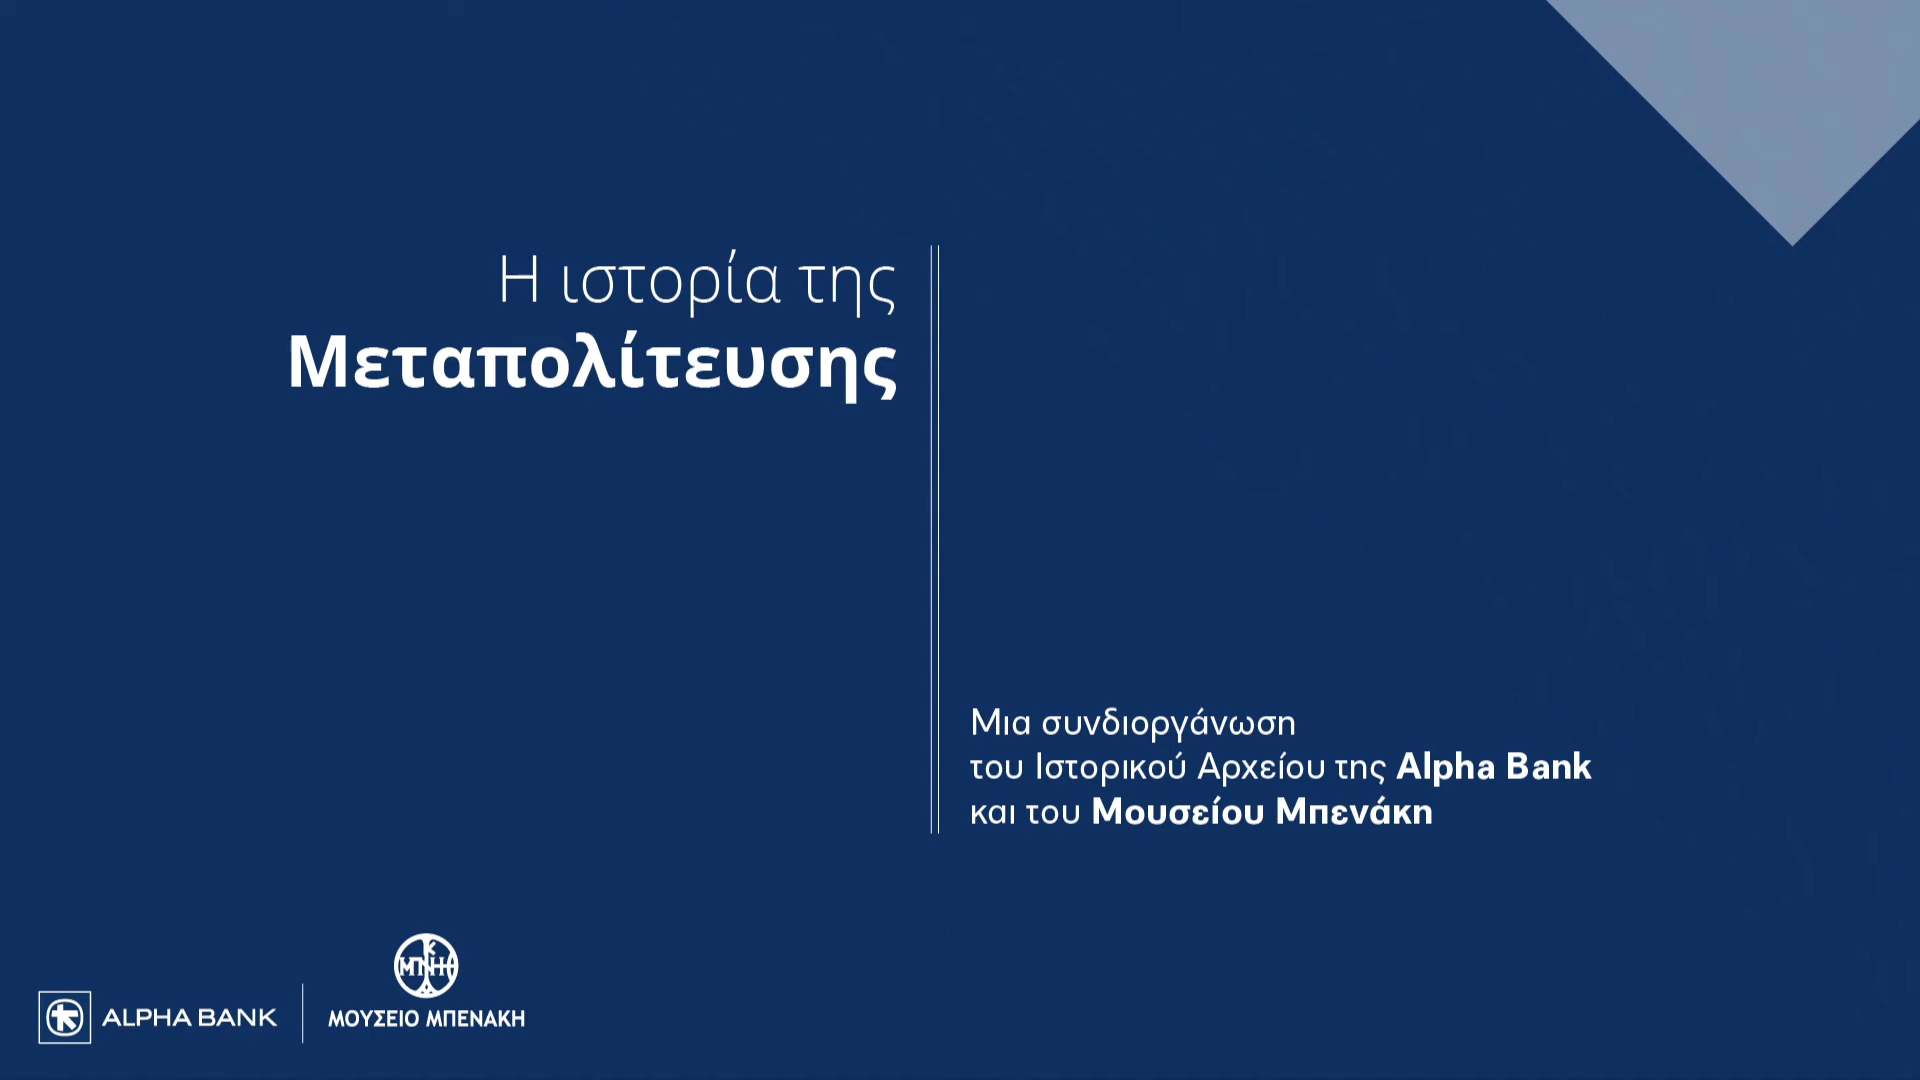 Η ιστορία της
Μεταπολίτευσης
Μια συνδιοργάνωση
του Ιστορικού Αρχείου της Alpha Bank
και του Μουσείου Μπενάκη
ALPHA BANK
ΜΟΥΣΕΙΟ ΜΠΕΝΑΚΗ